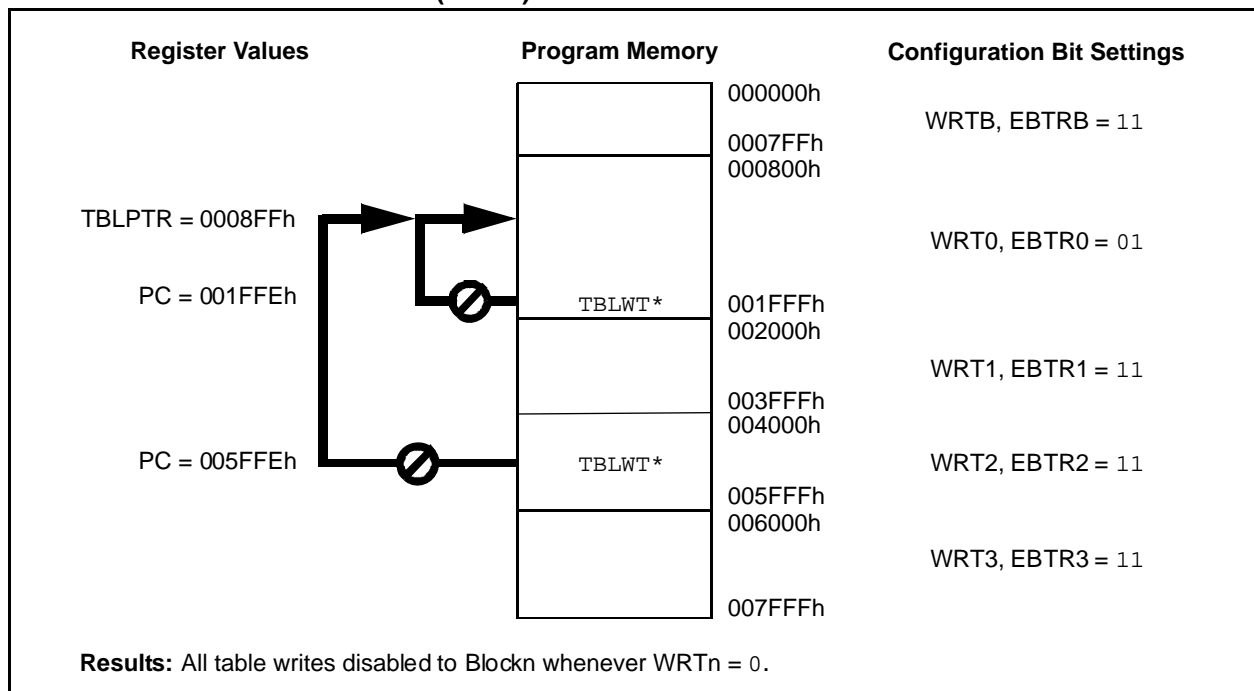 Register Values Program Memory Configuration Bit Settings
000000h
WRTB, EBTRB = 11
0007FFh
000800h
TBLPTR = 0008FFh
WRT0, EBTR0 = 01
PC = 001FFEh TBLWT* 001FFFh
002000h
WRT1, EBTR1 = 11
003FFFh
004000h
PC = 005FFEh TBLWT* WRT2, EBTR2 = 11
005FFFh
006000h
WRT3, EBTR3 = 11
007FFFh
Results: All table writes disabled to Blockn whenever WRTn = 0.